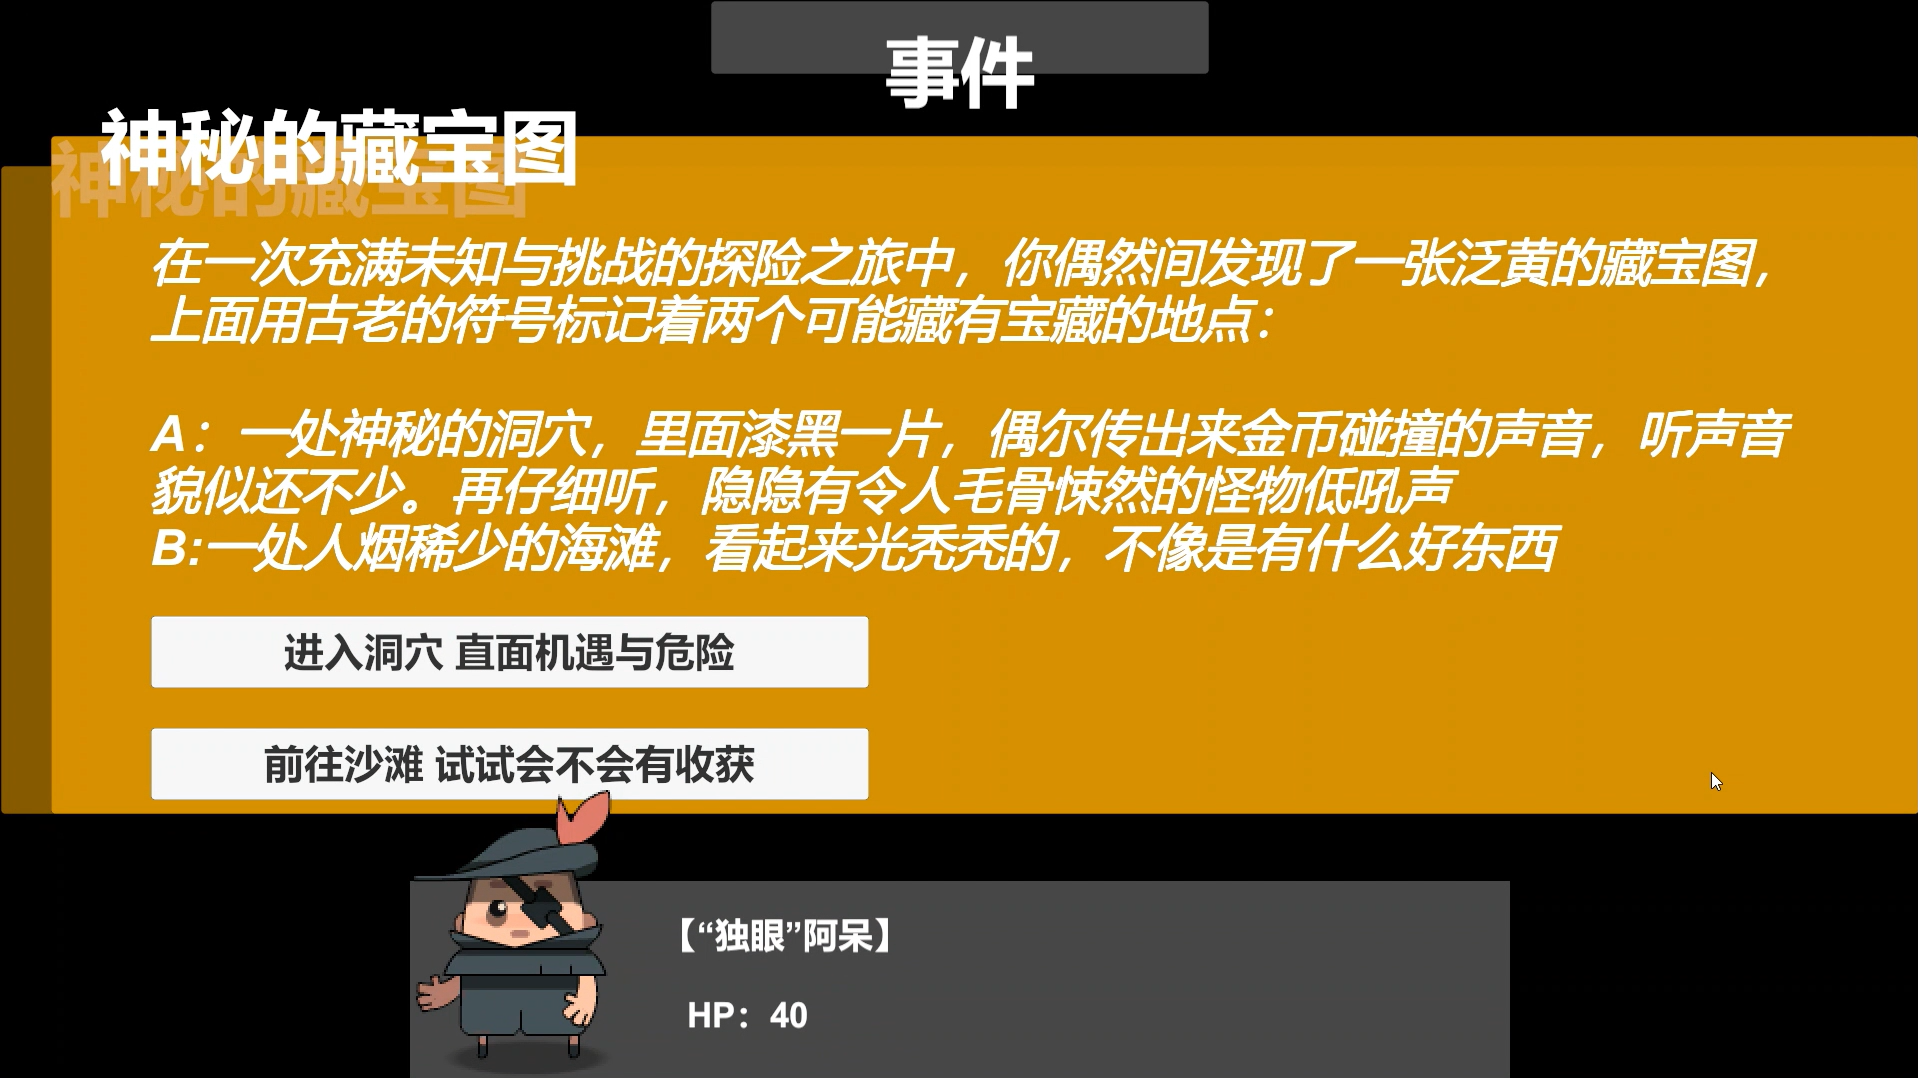 事件
神秘的藏宝图
神秘的藏宝图
在一次充满未知与挑战的探险之旅中，你偶然间发现了一张泛黄的藏宝图，
上面用古老的符号标记着两个可能藏有宝藏的地点：
A：一处神秘的洞穴，里面漆黑一片，偶尔传出来金币碰撞的声音，听声音
貌似还不少。再仔细听，隐隐有令人毛骨悚然的怪物低吼声
B:一处人烟稀少的海滩，看起来光秃秃的，不像是有什么好东西
进入洞穴 直面机遇与危险
前往沙滩 试试会不会有收获
【“独眼”阿呆】
HP：40